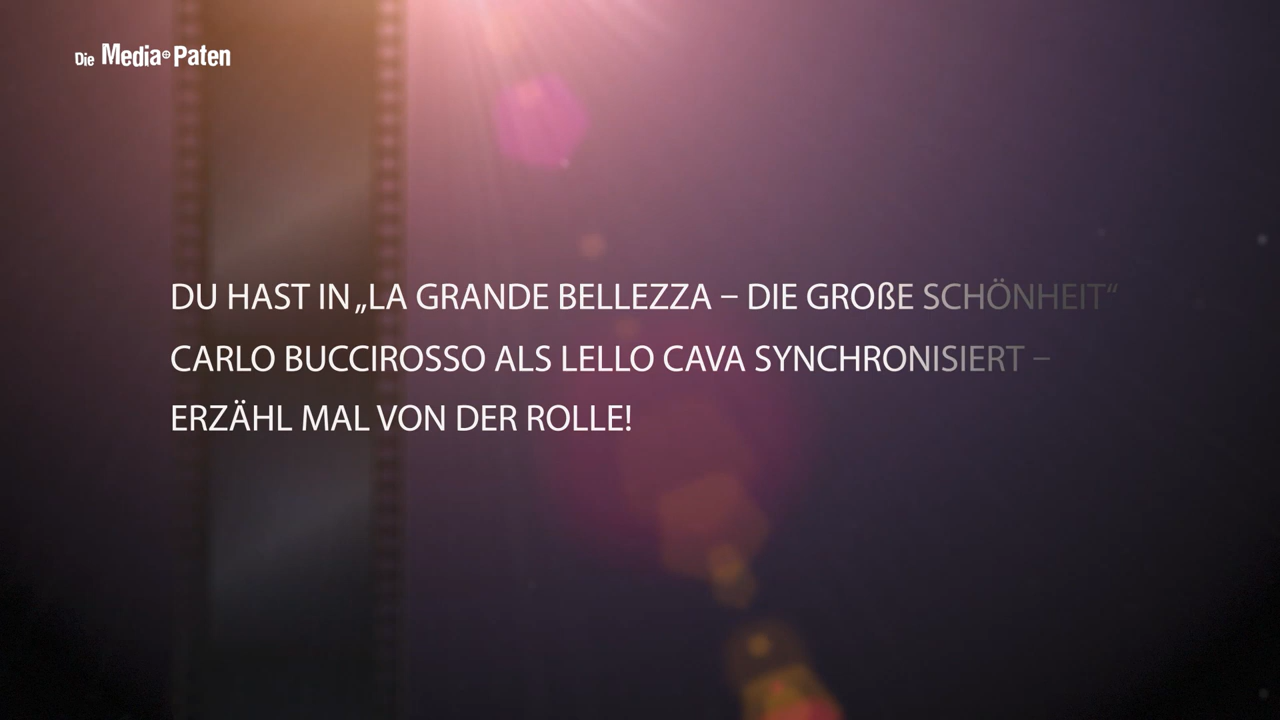 Die Media Paten
DU HAST IN „LA GRANDE BELLEZZA – DIE GROßE SCHÖNHEIT“
CARLO BUCCIROSSO ALS LELLO CAVA SYNCHRONISIERT –
ERZÄHL MAL VON DER ROLLE!